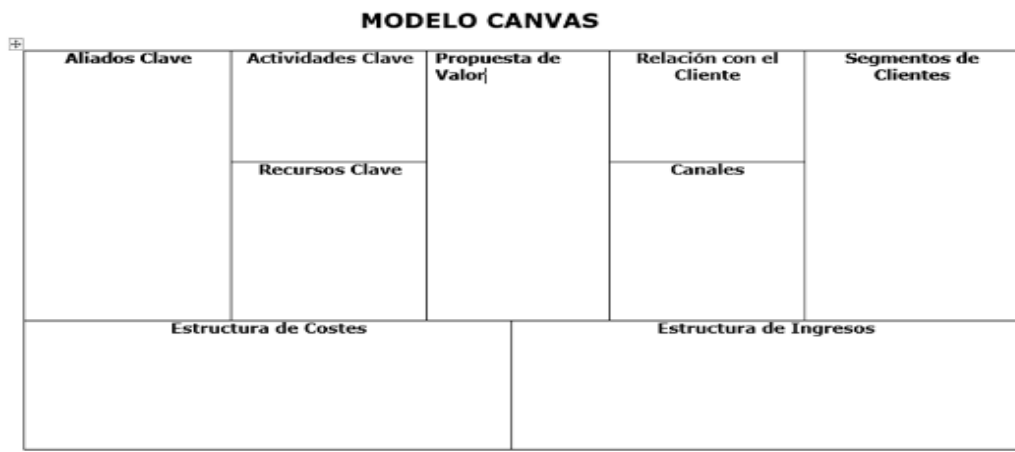 MODELO CANVAS
Aliados Clave
Actividades Clave
Propuesta de
Valor
Relación con el
Cliente
Segmentos de
Clientes
Recursos Clave
Canales
Estructura de Costes
Estructura de Ingresos